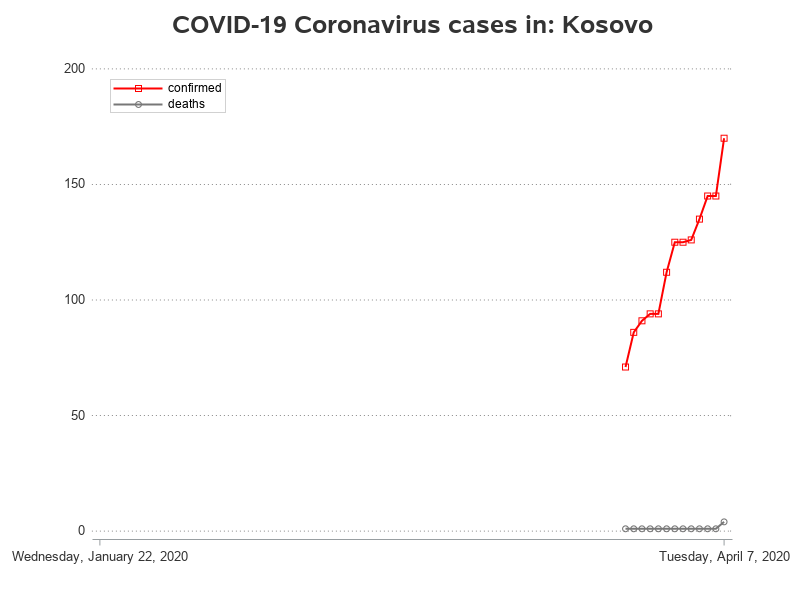 COVID-19 Coronavirus cases in: Kosovo
200
confirmed
deaths
150
100
50
0
Wednesday, January 22, 2020
Tuesday, April 7, 2020